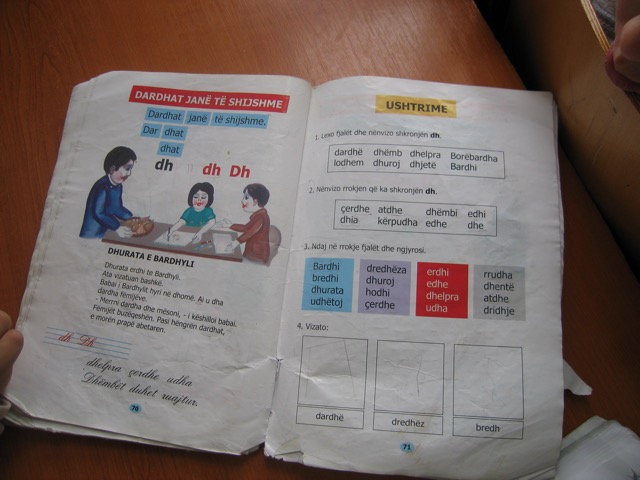 DARDHAT JANË TË SHIJSHME
Dardhat janë të shijshme.
Dar dhat
dhat
dh dh Dh
DHURATA E BARDHYLI
Dhurata erdhi te Bardhyli.
Ata vizatuan bashkë.
Babai i Bardhylit hyri në dhomë. Ai u dha
dardha fëmijëve.
- Merrni dardha dhe mësoni, - i këshilloi babai.
Fëmijët buzëqeshën. Pasi hëngrën dardhat,
e morën prapë abetaren.
dh Dh
dhelpra çerdhe udha
Dhëmbët duhet ruajtur.
70
USHTRIME
1. Lexo fjalët dhe nënvizo shkronjën dh.
dardhë dhëmb dhelpra Borëbardha
lodhem dhuroj dhjetë Bardhi
2. Nënvizo rrokjen që ka shkronjën dh.
çerdhe atdhe dhëmbi edhi
dhia kërpudha edhe dhe
3. Ndaj në rrokje fjalët dhe ngjyrosi.
Bardhi
bredhi
dhurata
udhëtoj
dredhëza
dhuroj
hodhi
çerdhe
erdhi
edhe
dhelpra
udha
rrudha
dhentë
atdhe
dridhje
4. Vizato:
dardhë dredhëz bredh
71